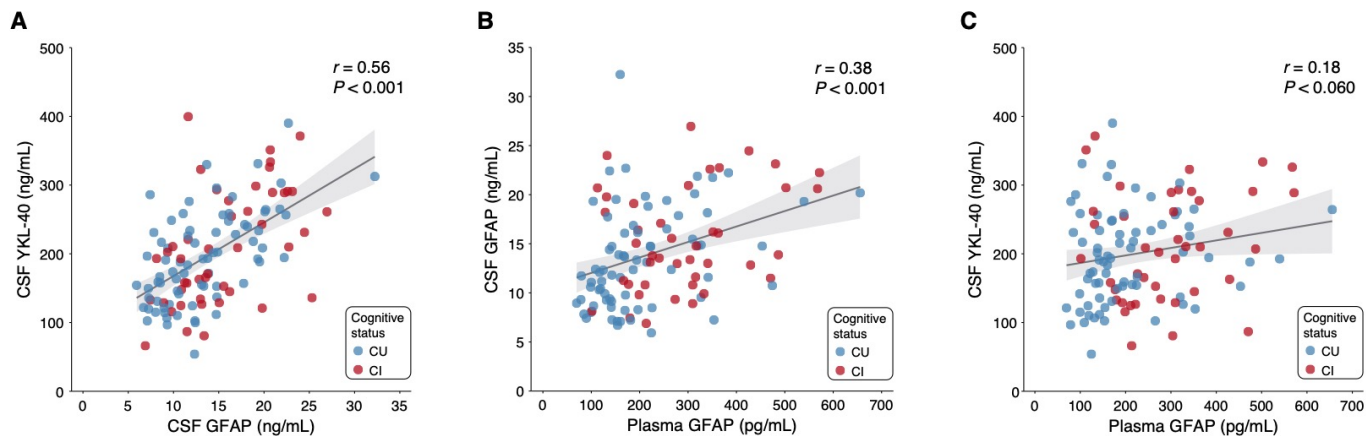 A
500
400
300
200
100
0
CSF YKL-40 (ng/mL)
r = 0.56
P < 0.001
Cognitive
status
CU
CI
0 5 10 15 20 25 30 35
CSF GFAP (ng/mL)
B
35
30
25
20
15
10
5
0
CSF GFAP (ng/mL)
r = 0.38
P < 0.001
Cognitive
status
CU
CI
0 100 200 300 400 500 600 700
Plasma GFAP (pg/mL)
C
500
400
300
200
100
0
CSF YKL-40 (ng/mL)
r = 0.18
P < 0.060
Cognitive
status
CU
CI
0 100 200 300 400 500 600 700
Plasma GFAP (pg/mL)